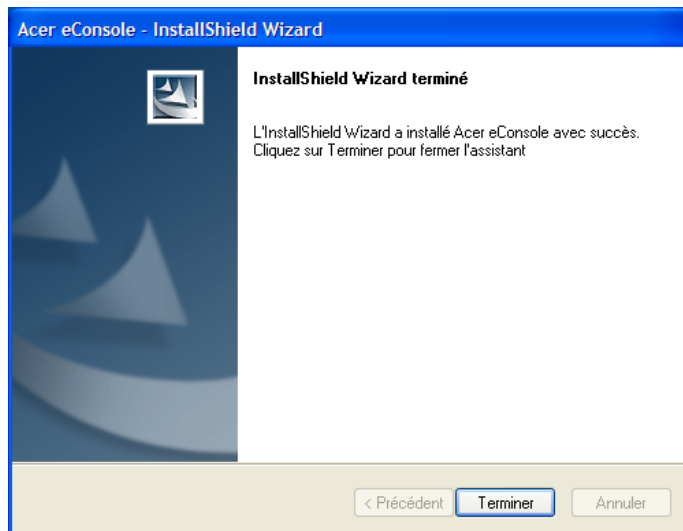 Acer eConsole - InstallShield Wizard
InstallShield Wizard terminé
L'InstallShield Wizard a installé Acer eConsole avec succès.
Cliquez sur Terminer pour fermer l'assistant
< Précédent Terminer Annuler